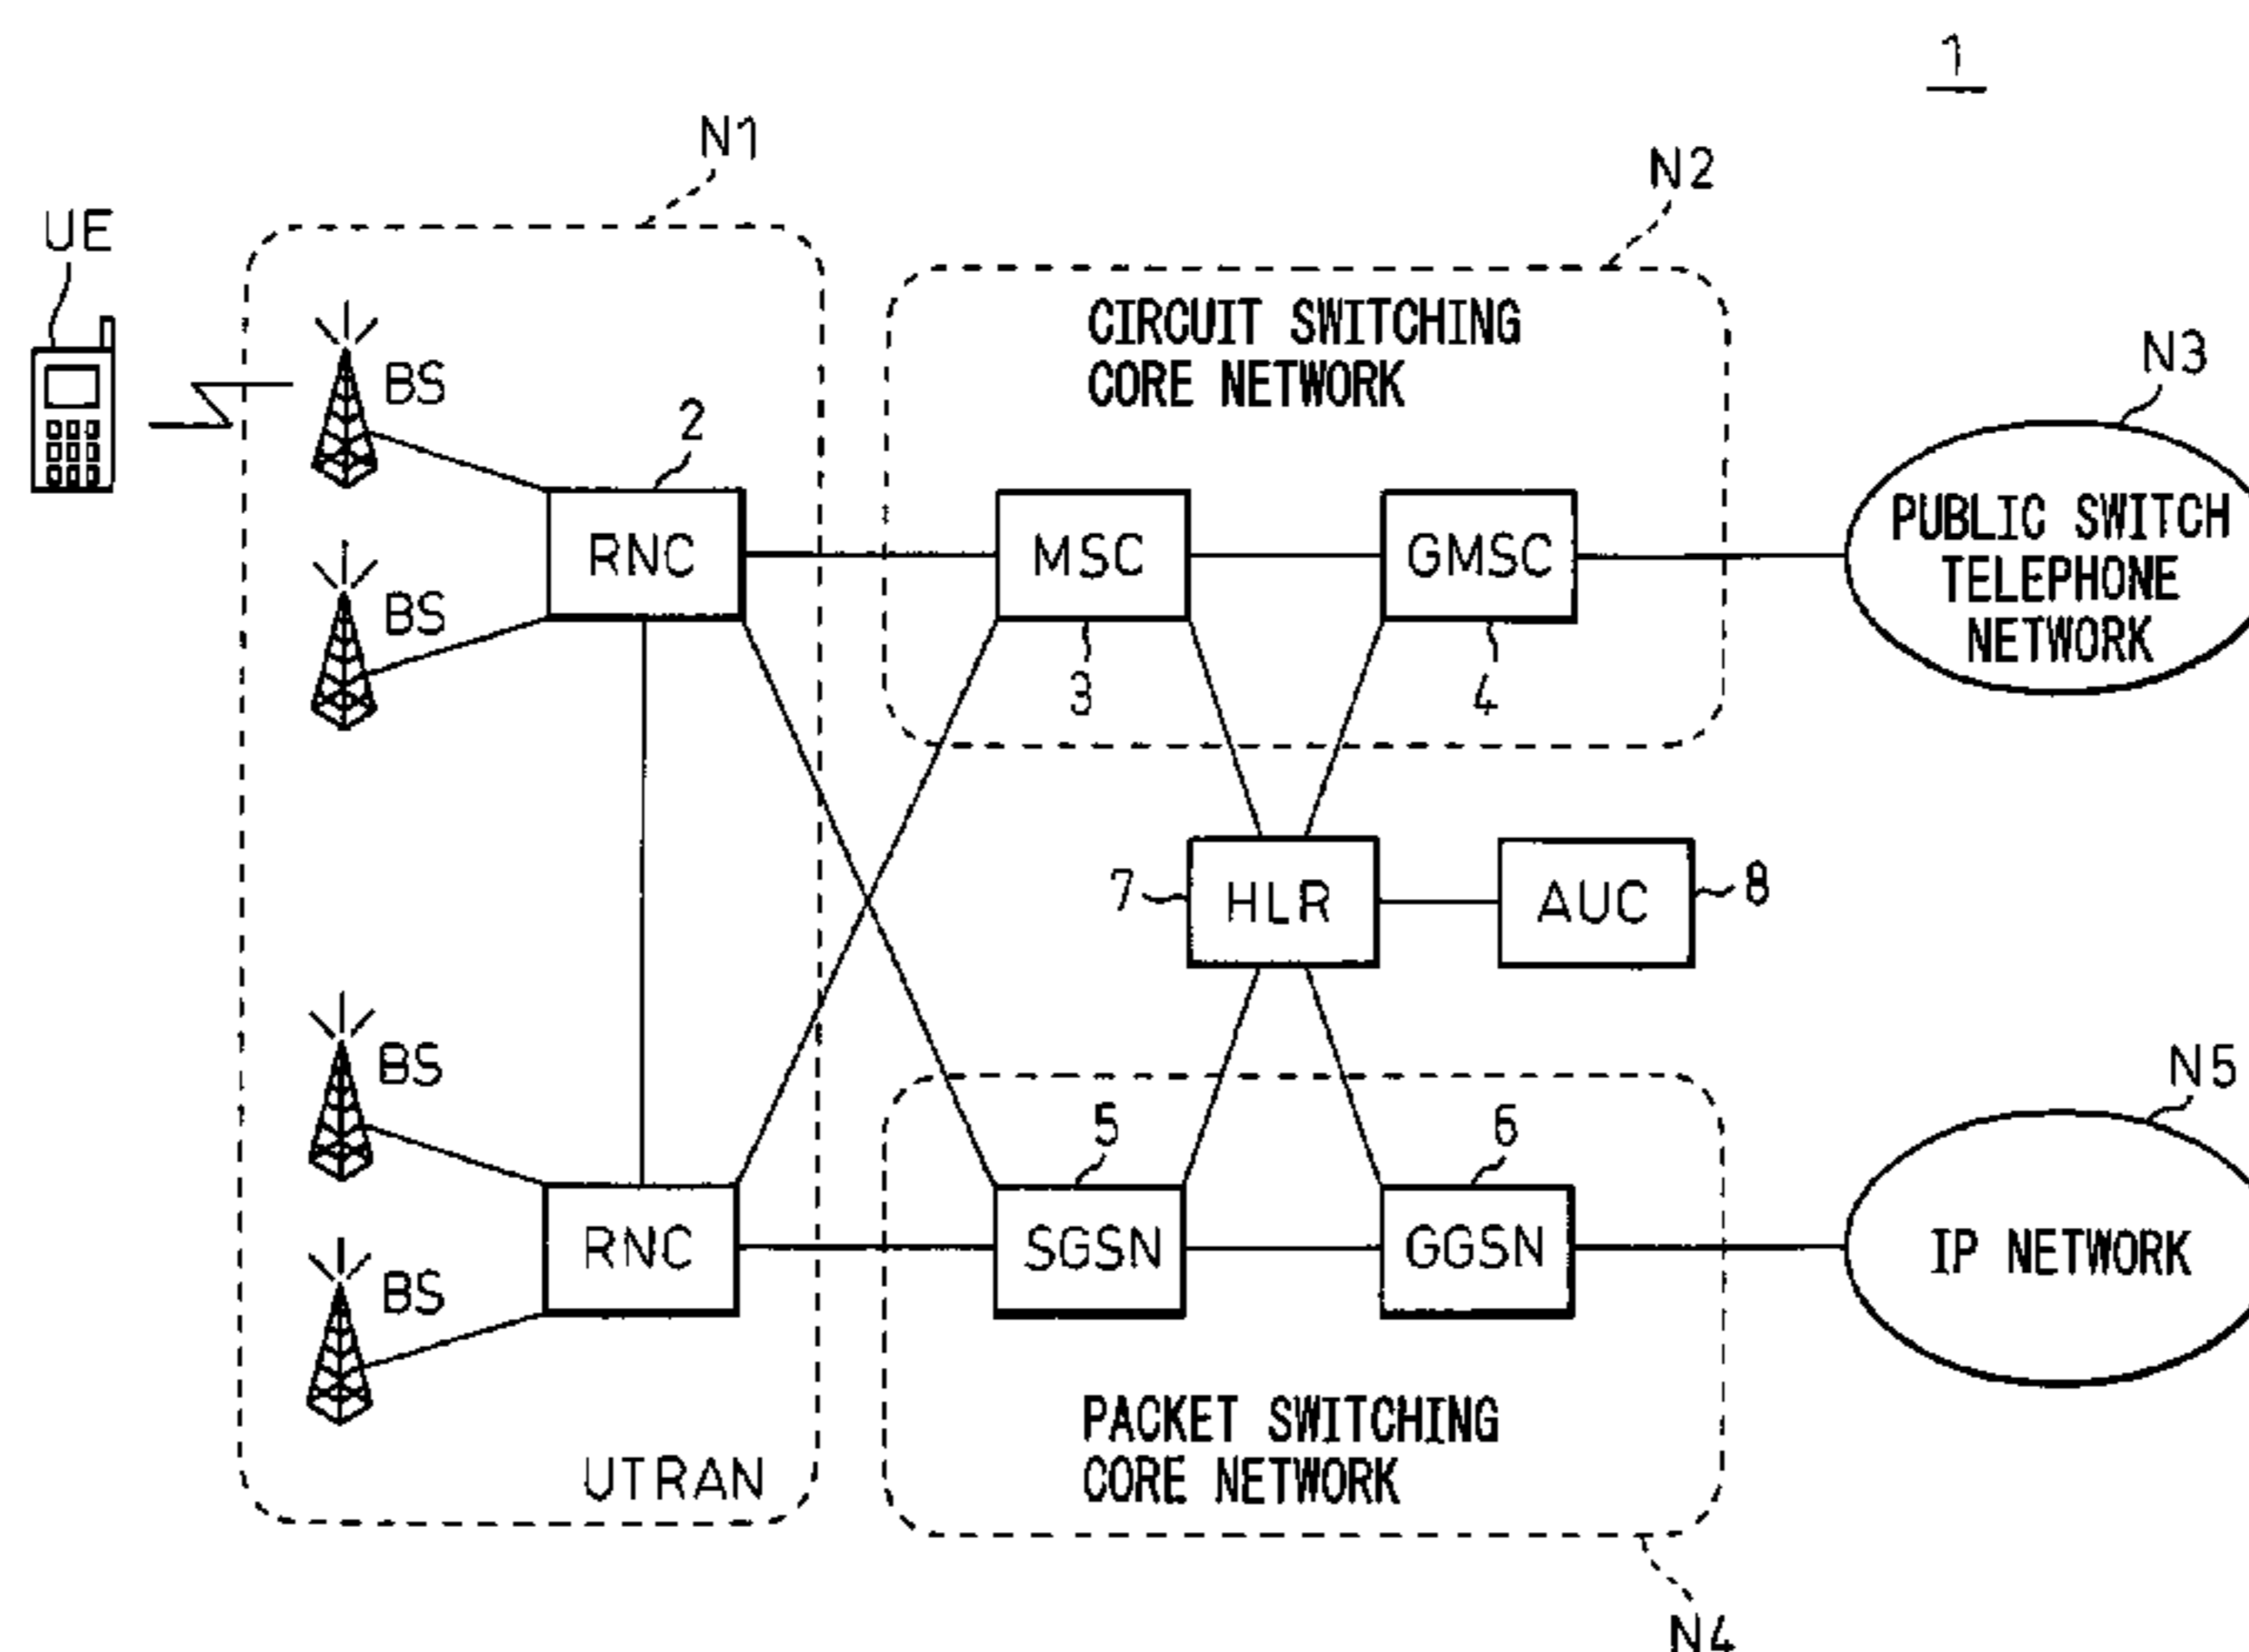 1
N1
N2
UE
CIRCUIT SWITCHING
CORE NETWORK
N3
BS
2
RNC
MSC
GMSC
PUBLIC SWITCH
TELEPHONE
NETWORK
BS
3
4
7
HLR
AUC
8
BS
5
6
N5
RNC
SGSN
GGSN
IP NETWORK
BS
PACKET SWITCHING
CORE NETWORK
UTRAN
N4